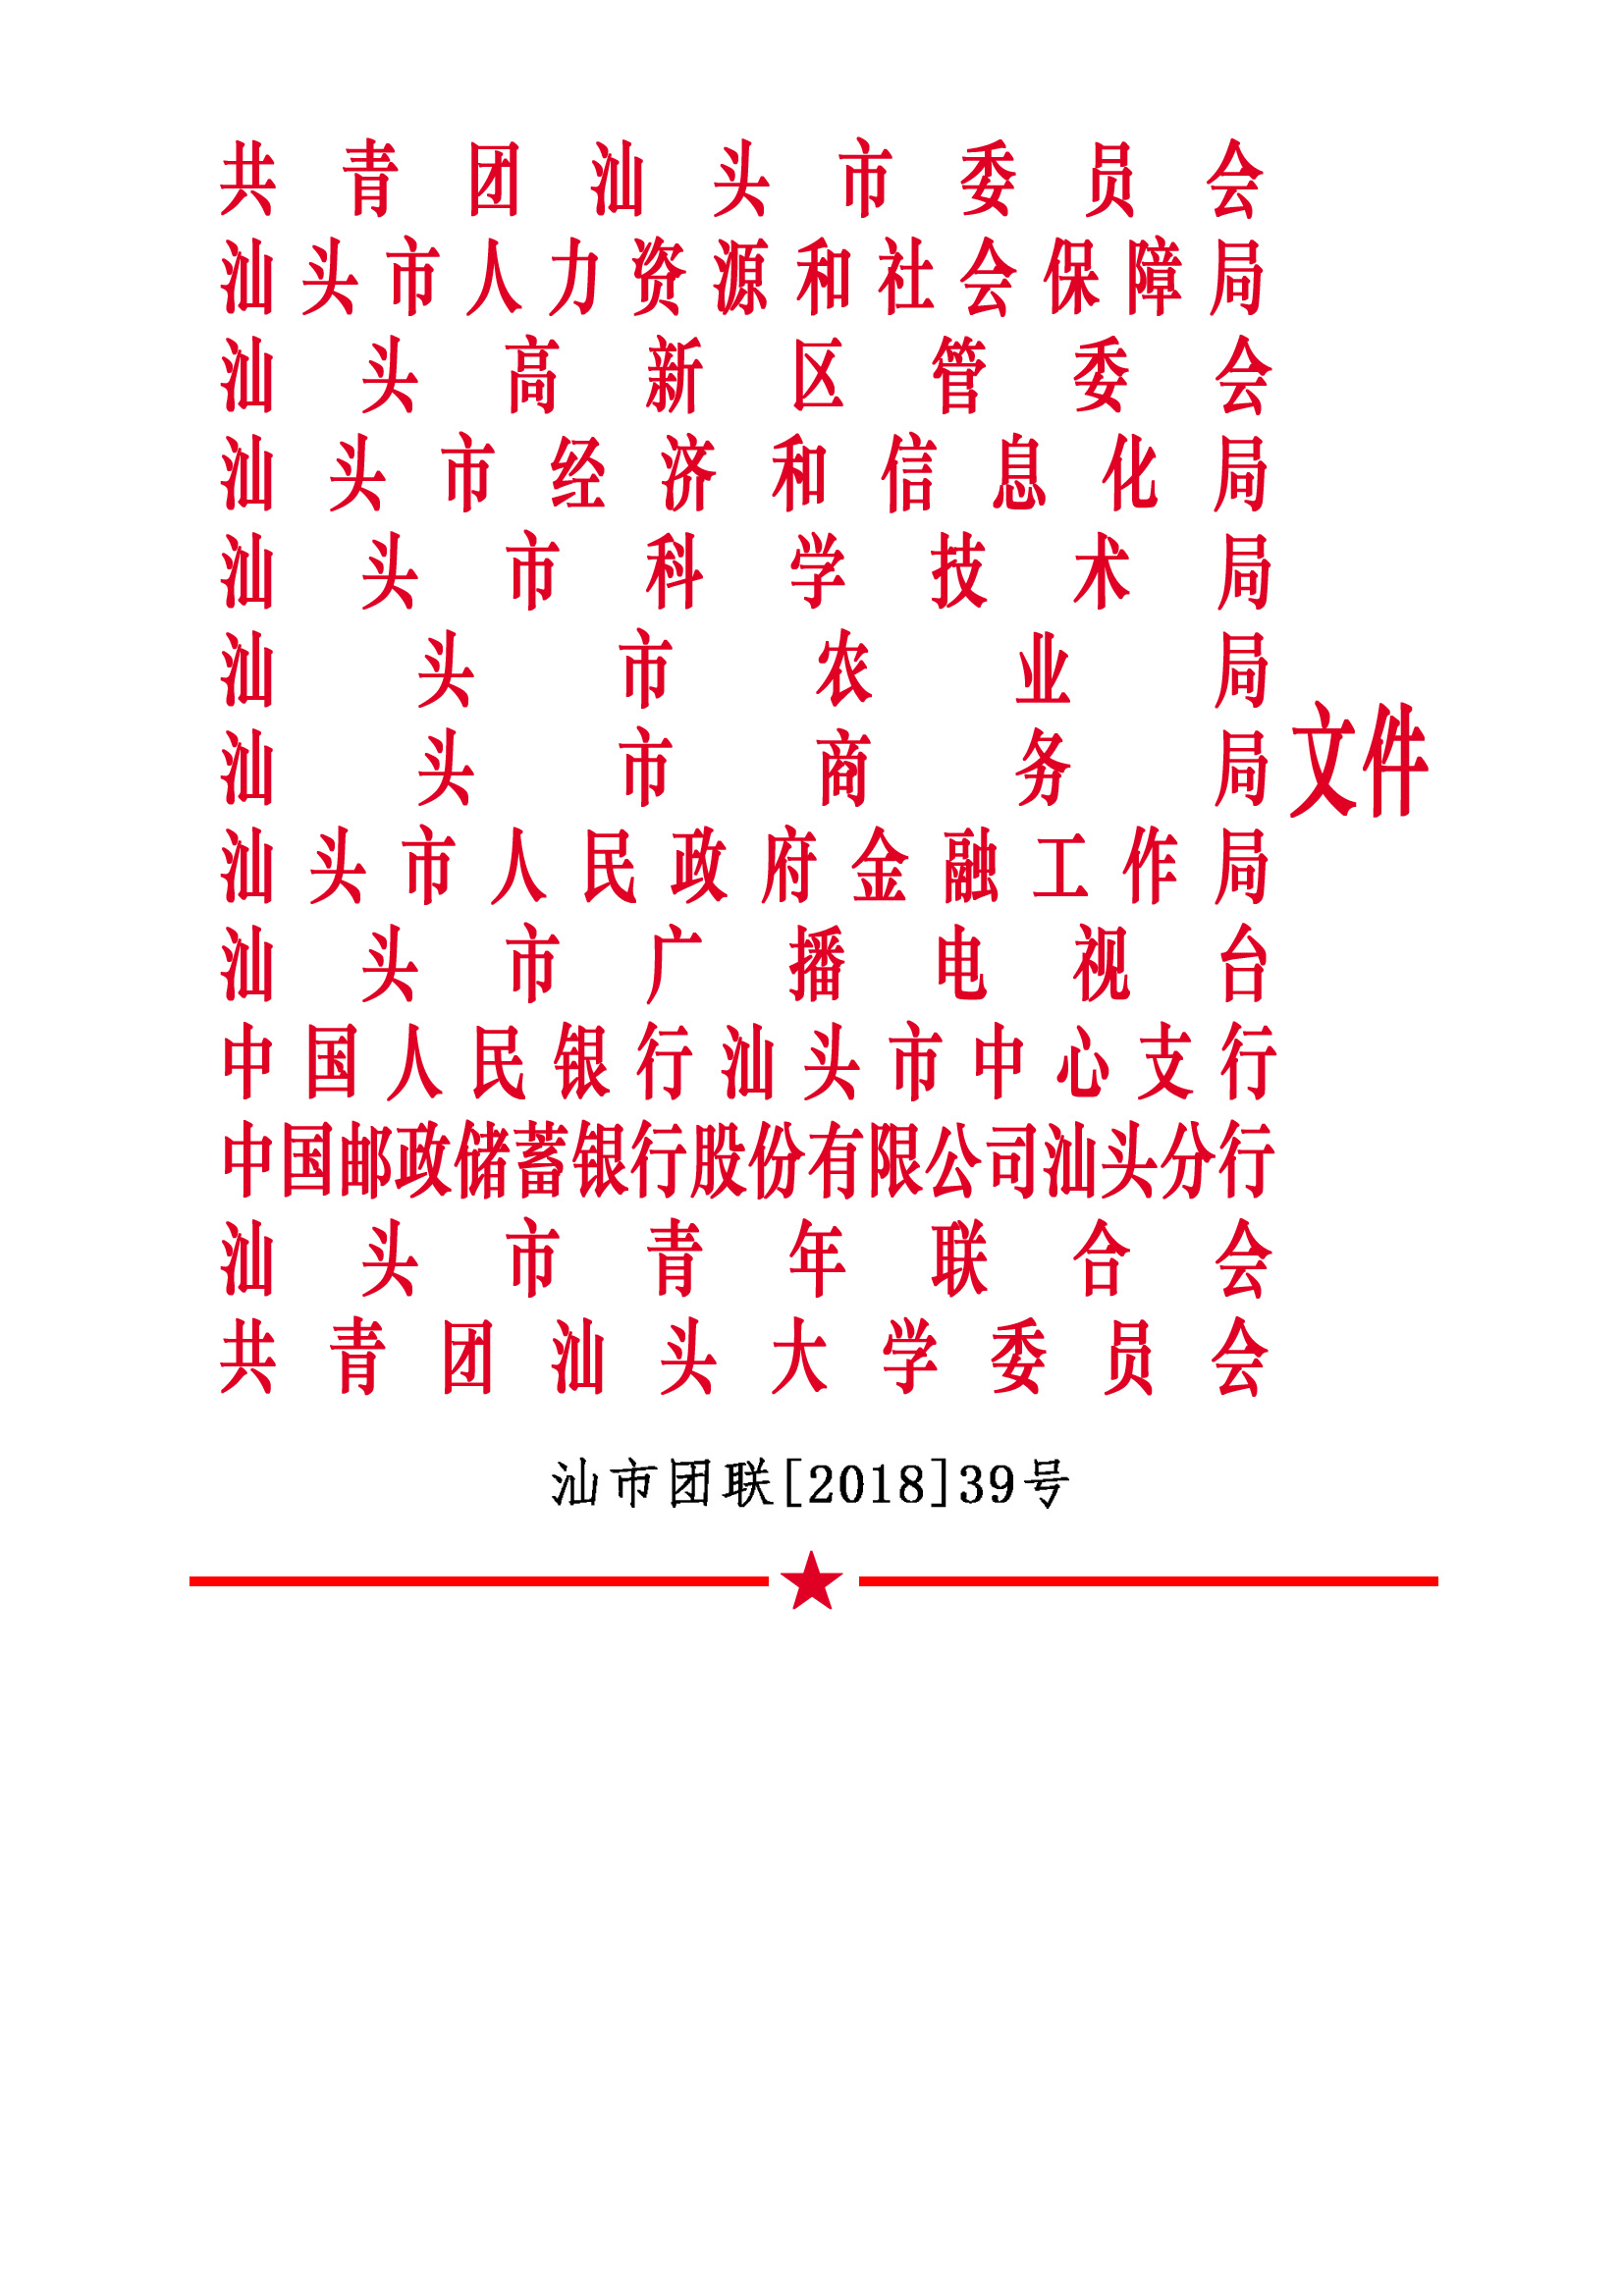 共青团汕头市委员会
汕头市人力资源和社会保障局
汕头高新区管委会
汕头市经济和信息化局
汕头市科学技术局
汕头市农业局
汕头市商务局
文件
汕头市人民政府金融工作局
汕头市广播电视台
中国人民银行汕头市中心支行
中国邮政储蓄银行股份有限公司汕头分行
汕头市青年联合会
共青团汕头大学委员会
汕市团联[2018]39号